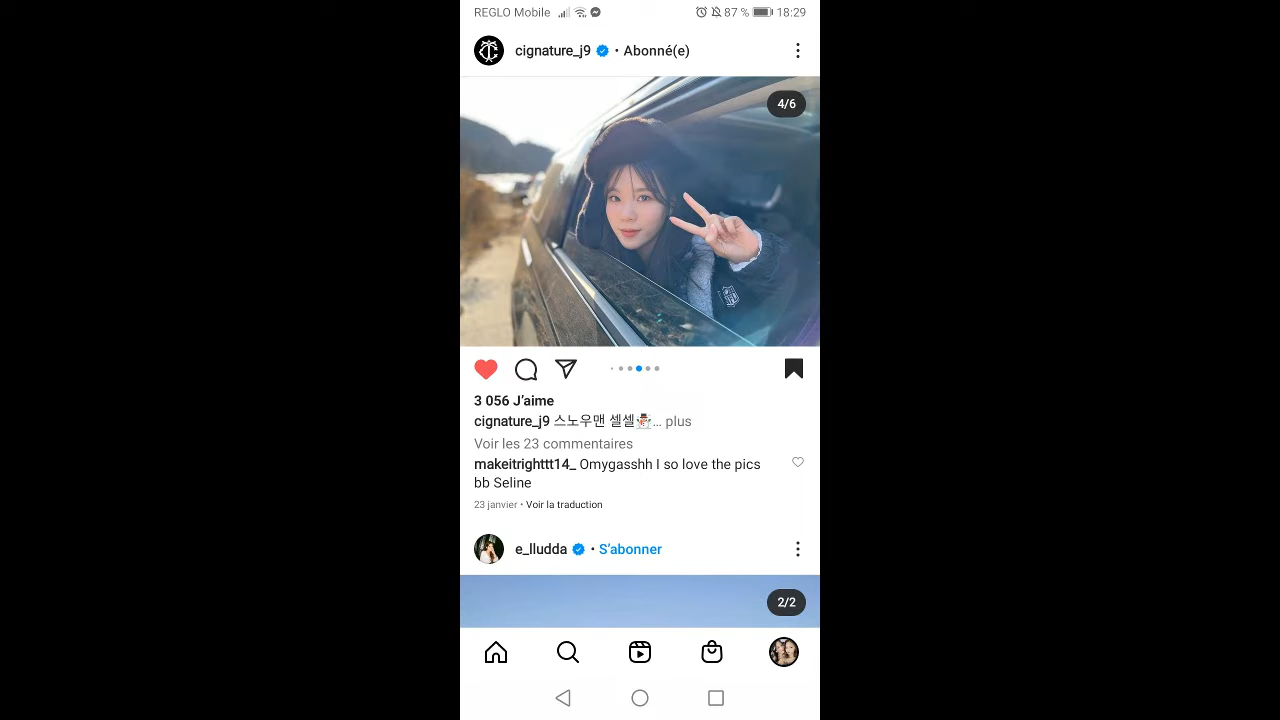 REGLO Mobile 87 % 18:29
cignature_j9 • Abonné(e)
4/6
3 056 J'aime
cignature_j9 스노우맨 셀셀☃️... plus
Voir les 23 commentaires
makeitrighttt14_ Omygasshh I so love the pics
bb Seline
23 janvier • Voir la traduction
e_lludda • S'abonner
2/2